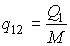 q₁₂ = Q₁/M